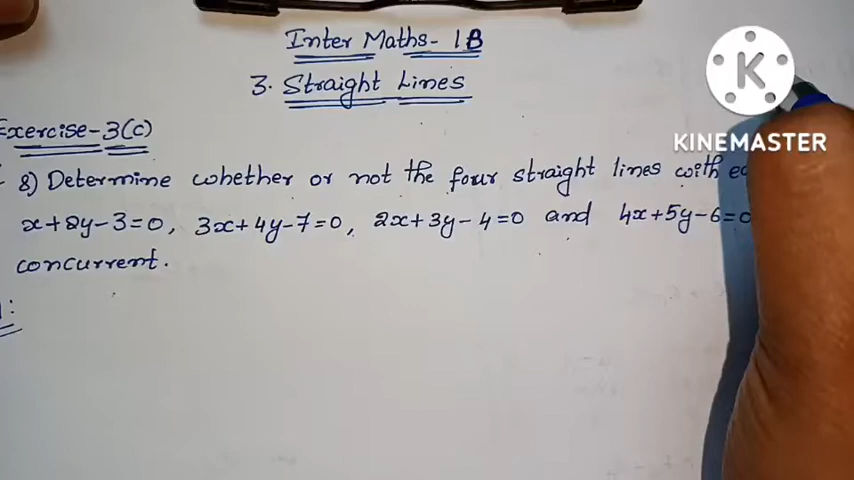 Inter Maths- 1B
3. Straight Lines
K
KINEMASTER
Exercise-3(c)
8) Determine whether or not the four straight lines with
x+2y-3=0, 3x+4y-7=0, 2x+3y-4=0 and 4x+5y-6=0
concurrent.